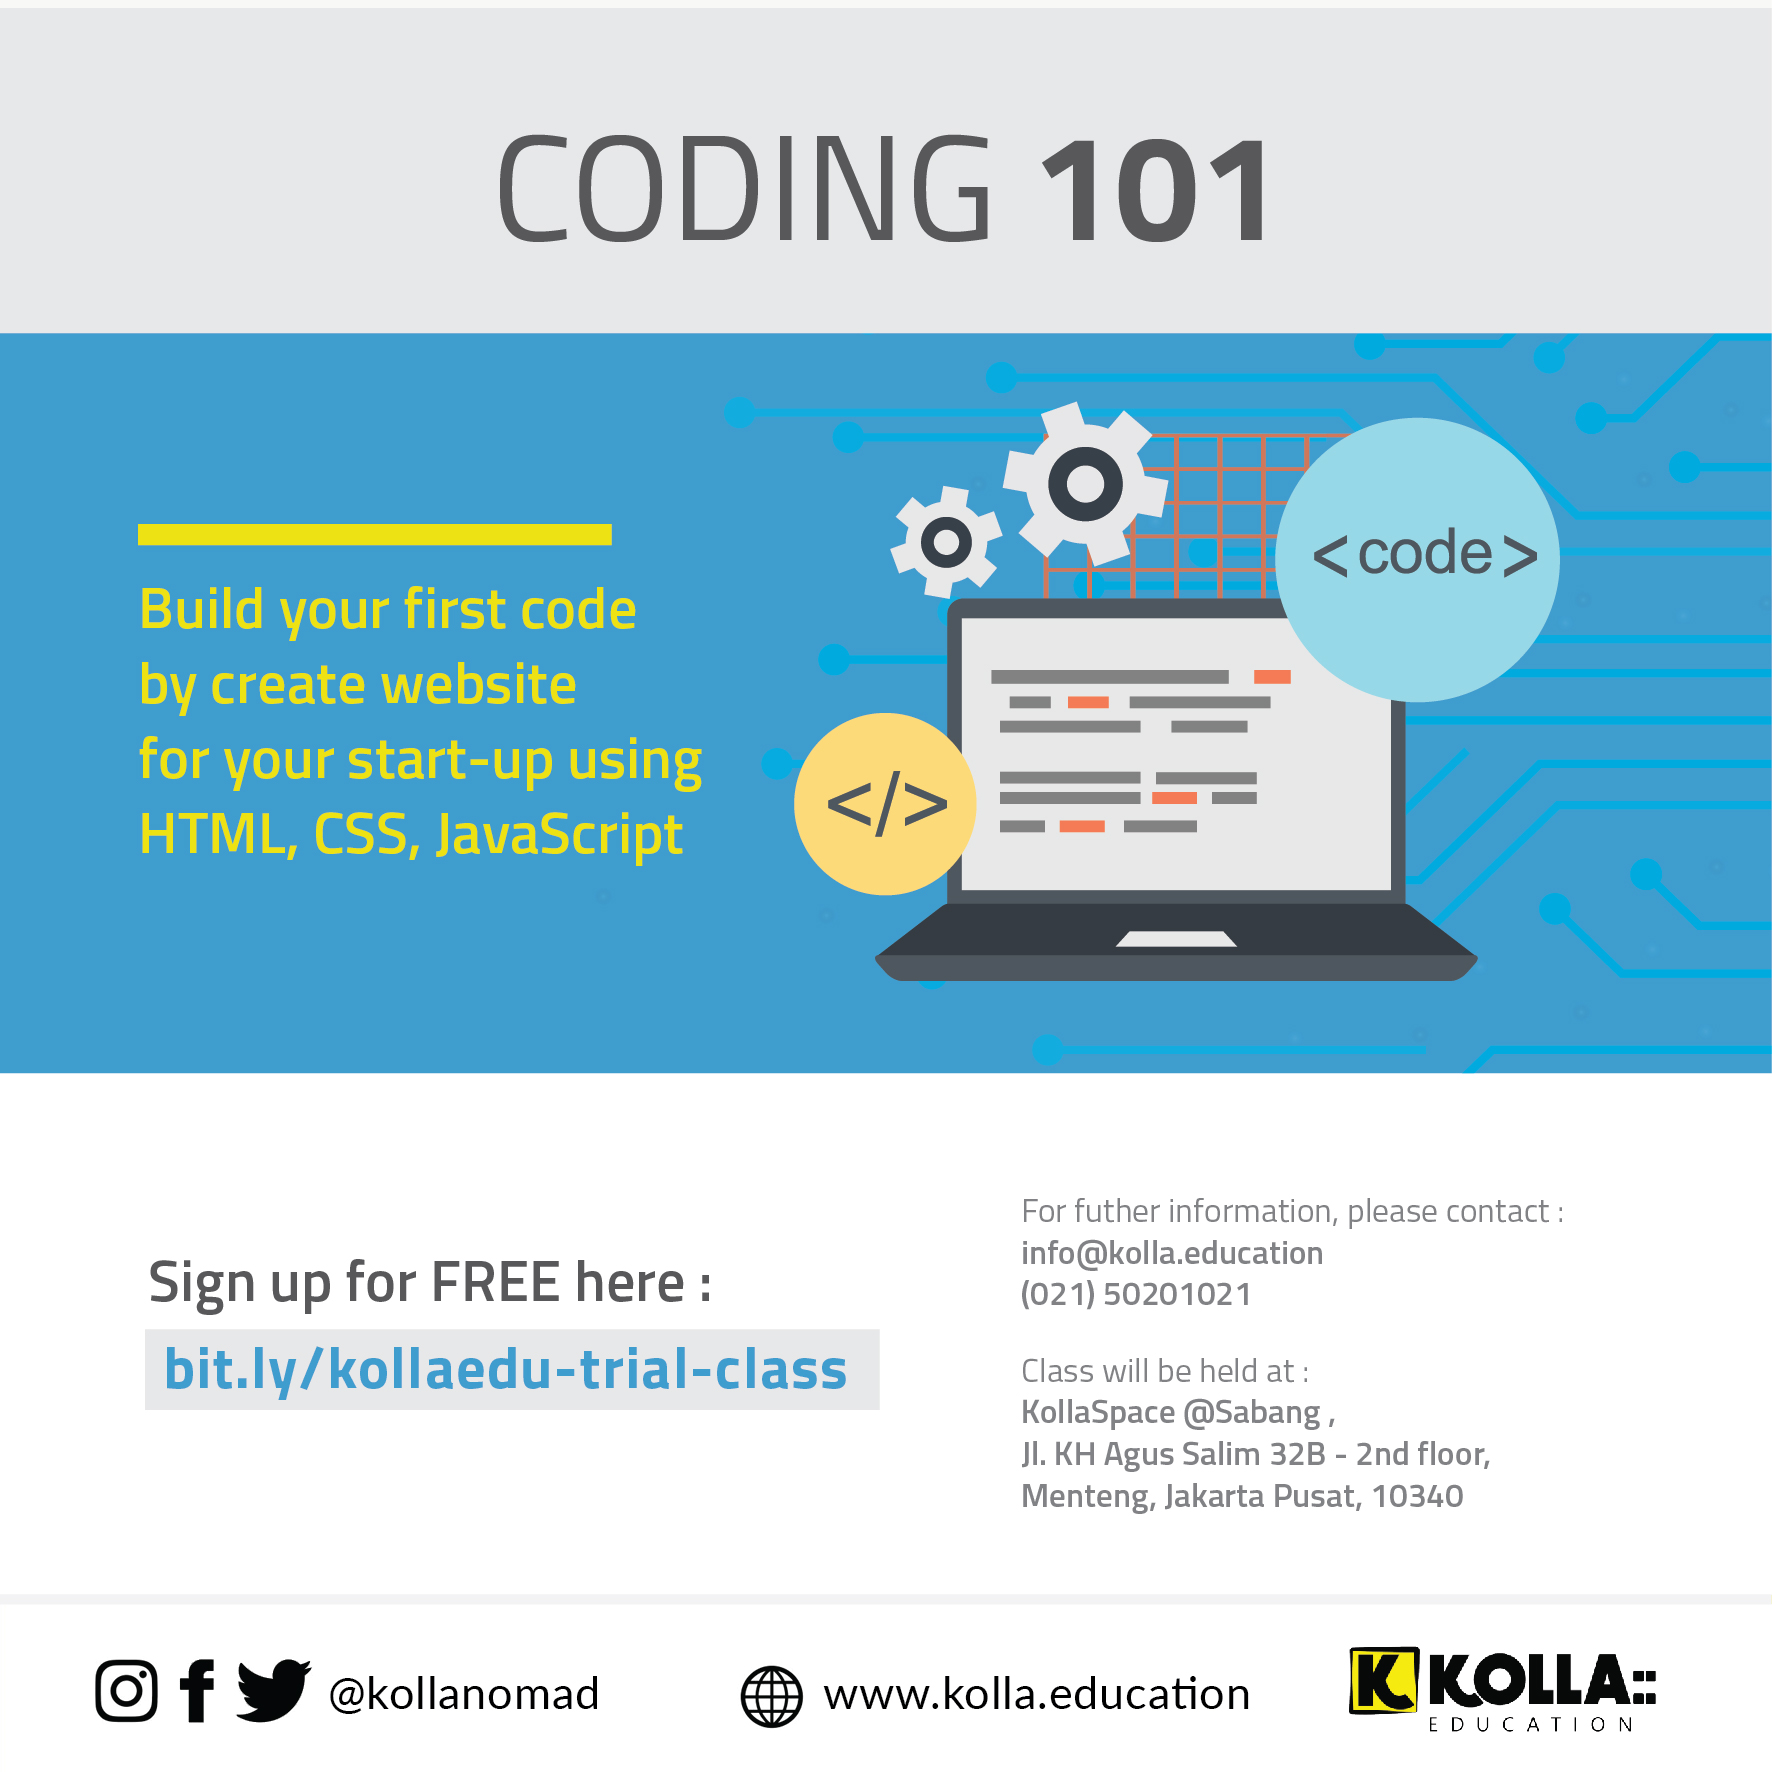 CODING 101
Build your first code
by create website
for your start-up using
HTML, CSS, JavaScript
<code>
</>
Sign up for FREE here :
bit.ly/kollaedu-trial-class
For futher information, please contact :
info@kolla.education
(021) 50201021
Class will be held at :
KollaSpace @Sabang ,
Jl. KH Agus Salim 32B - 2nd floor,
Menteng, Jakarta Pusat, 10340
@kollanomad
www.kolla.education
K KOLLA::
EDUCATION